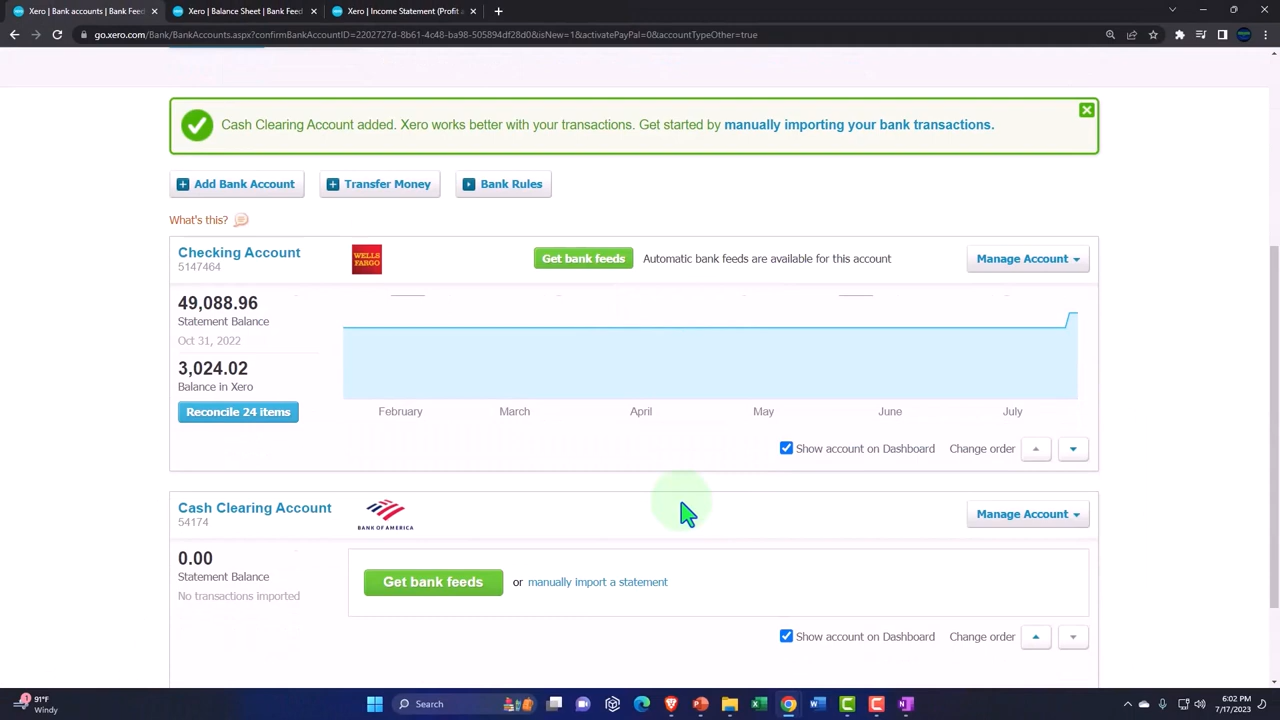 Xero | Bank accounts | Bank Feed
Xero | Balance Sheet | Bank Feed
Xero | Income Statement (Profit a
go.xero.com/Bank/BankAccounts.aspx?confirmBankAccountID=2202727d-8b61-4c48-ba98-505894df28d0&isNew=1&activatePayPal=0&accountTypeOther=true
Cash Clearing Account added. Xero works better with your transactions. Get started by manually importing your bank transactions.
Add Bank Account
Transfer Money
Bank Rules
What's this?
Checking Account
5147464
WELLS
FARGO
Get bank feeds
Automatic bank feeds are available for this account
Manage Account
49,088.96
Statement Balance
Oct 31, 2022
3,024.02
Balance in Xero
Reconcile 24 items
February March April May June July
Show account on Dashboard Change order
Cash Clearing Account
54174
BANK OF AMERICA
Manage Account
0.00
Statement Balance
No transactions imported
Get bank feeds or manually import a statement
Show account on Dashboard Change order
1
91°F
Windy
Search
6:02 PM
7/17/2023